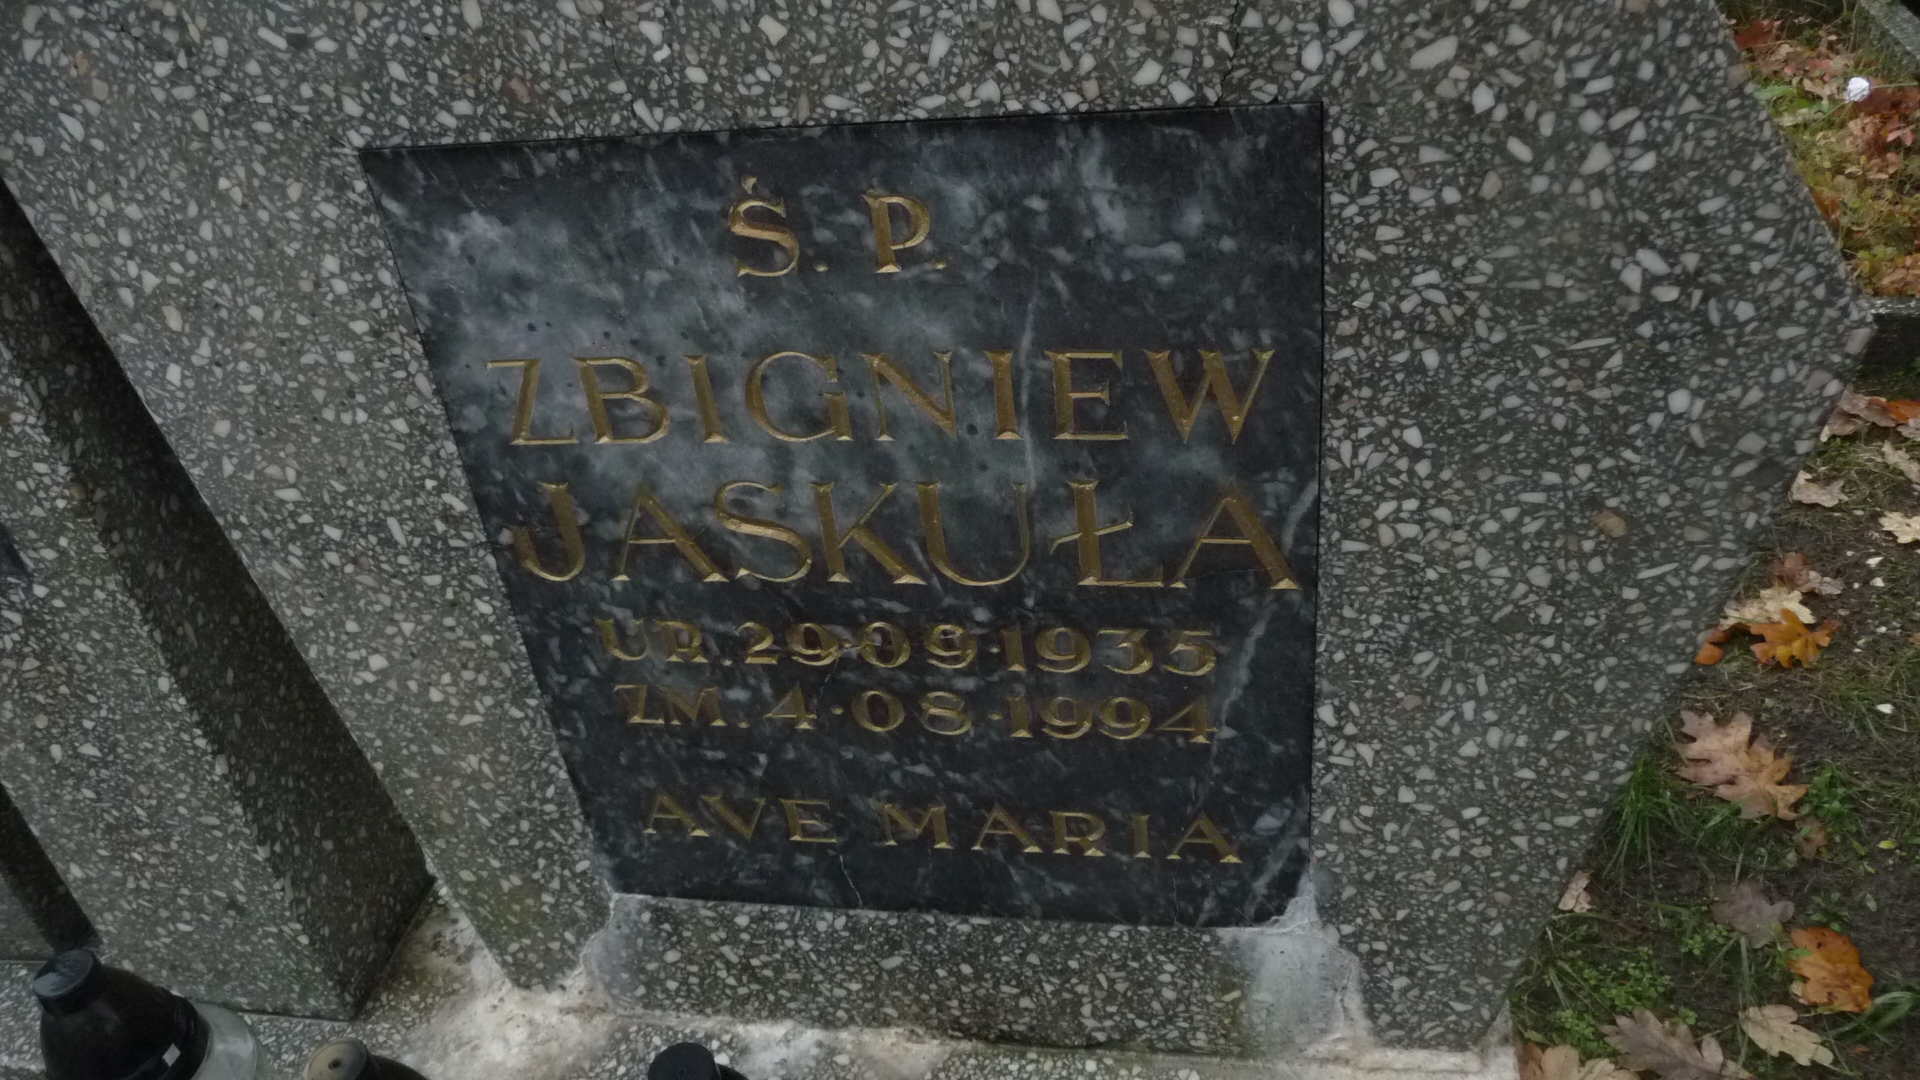 Ś. P.
ZBIGNIEW
JASKUŁA
UR. 29·09·1935
ZM. 4·08·1994
AVE MARIA